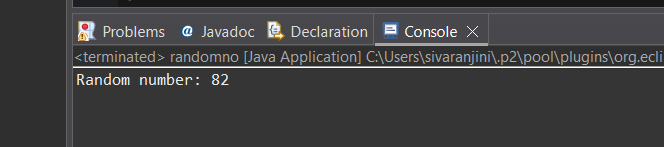 Problems @ Javadoc Declaration Console
<terminated> randomno [Java Application] C:\Users\sivaranjini\.p2\pool\plugins\org.ecli
Random number: 82